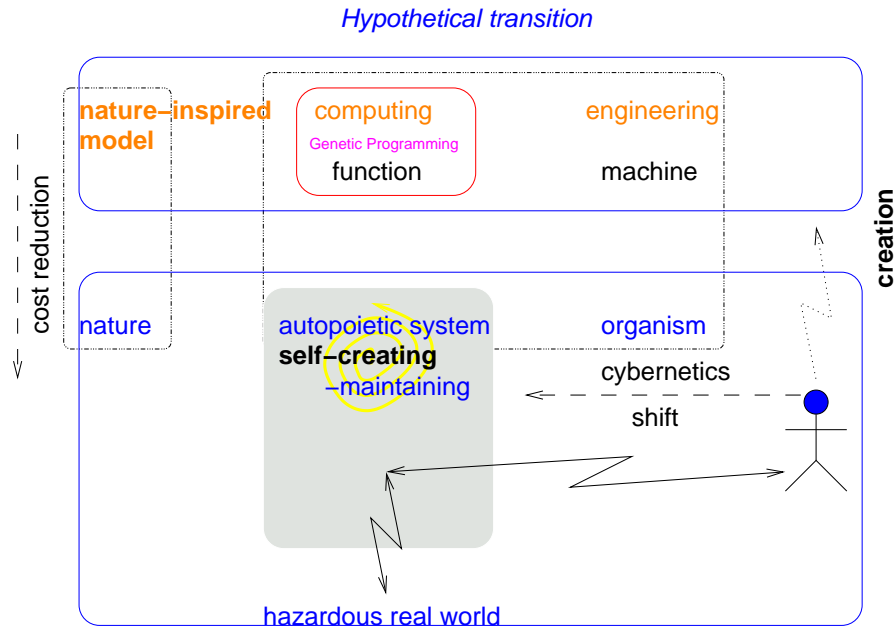 Hypothetical transition
nature–inspired
model
computing
Genetic Programming
function
engineering
machine
cost reduction
creation
nature
autopoietic system
self–creating
–maintaining
organism
cybernetics
shift
hazardous real world